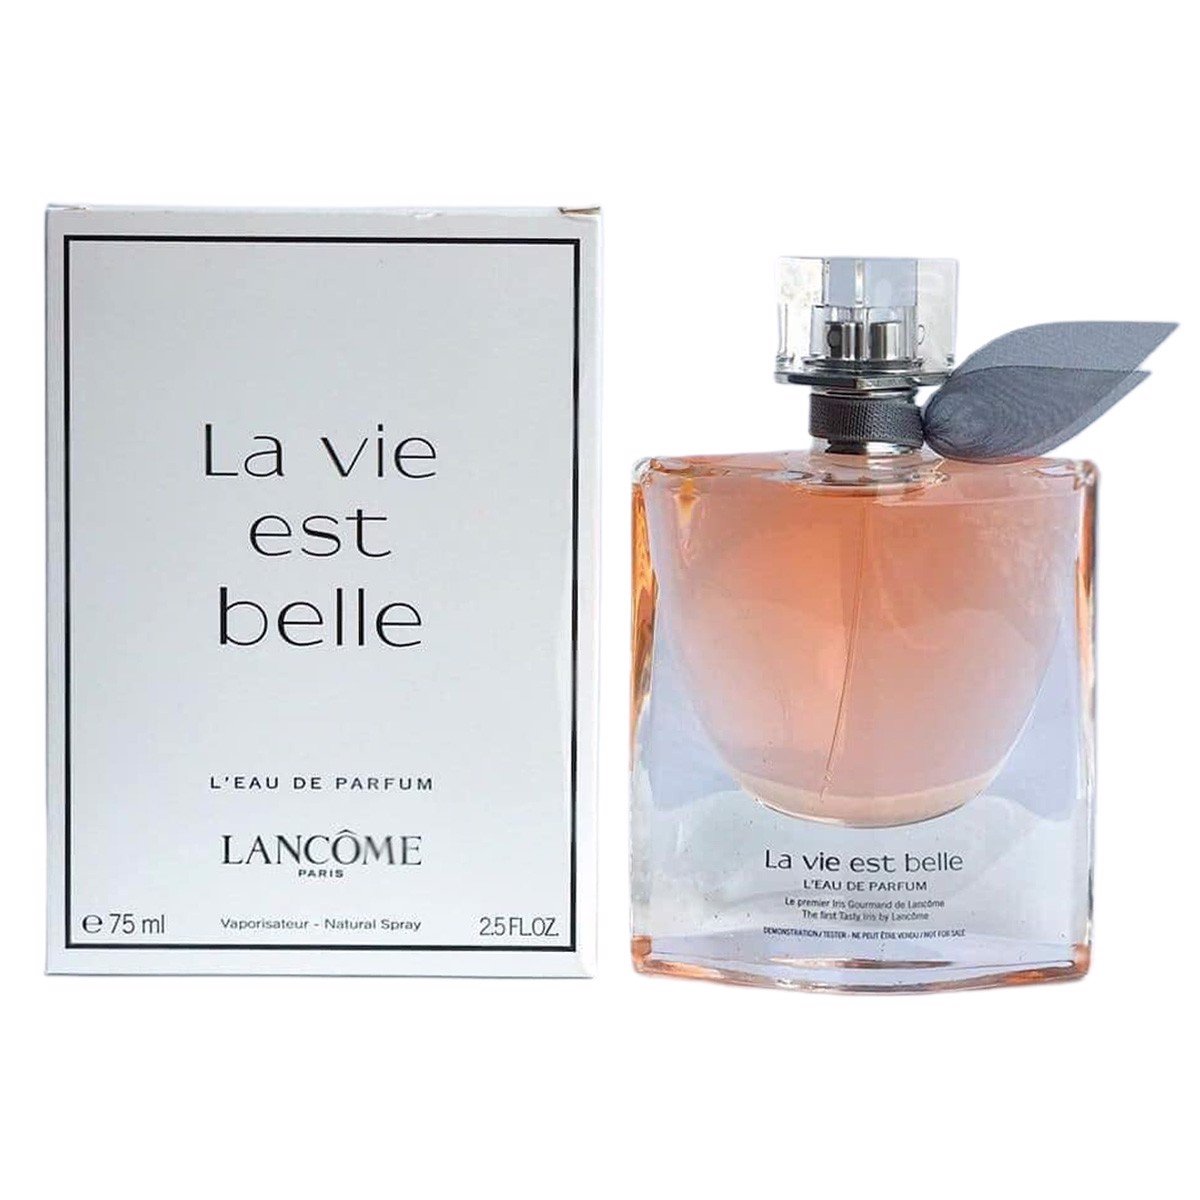 La vie
est
belle
L'EAU DE PARFUM
LANCÔME
PARIS
e 75 ml
Vaporisateur - Natural Spray
2.5 FL.OZ.
La vie est belle
L'EAU DE PARFUM
Le premier Iris Gourmand de Lancôme
The first Tasty Iris by Lancôme
DEMONSTRATION / TESTER - NE PEUT ÊTRE VENDU / NOT FOR SALE